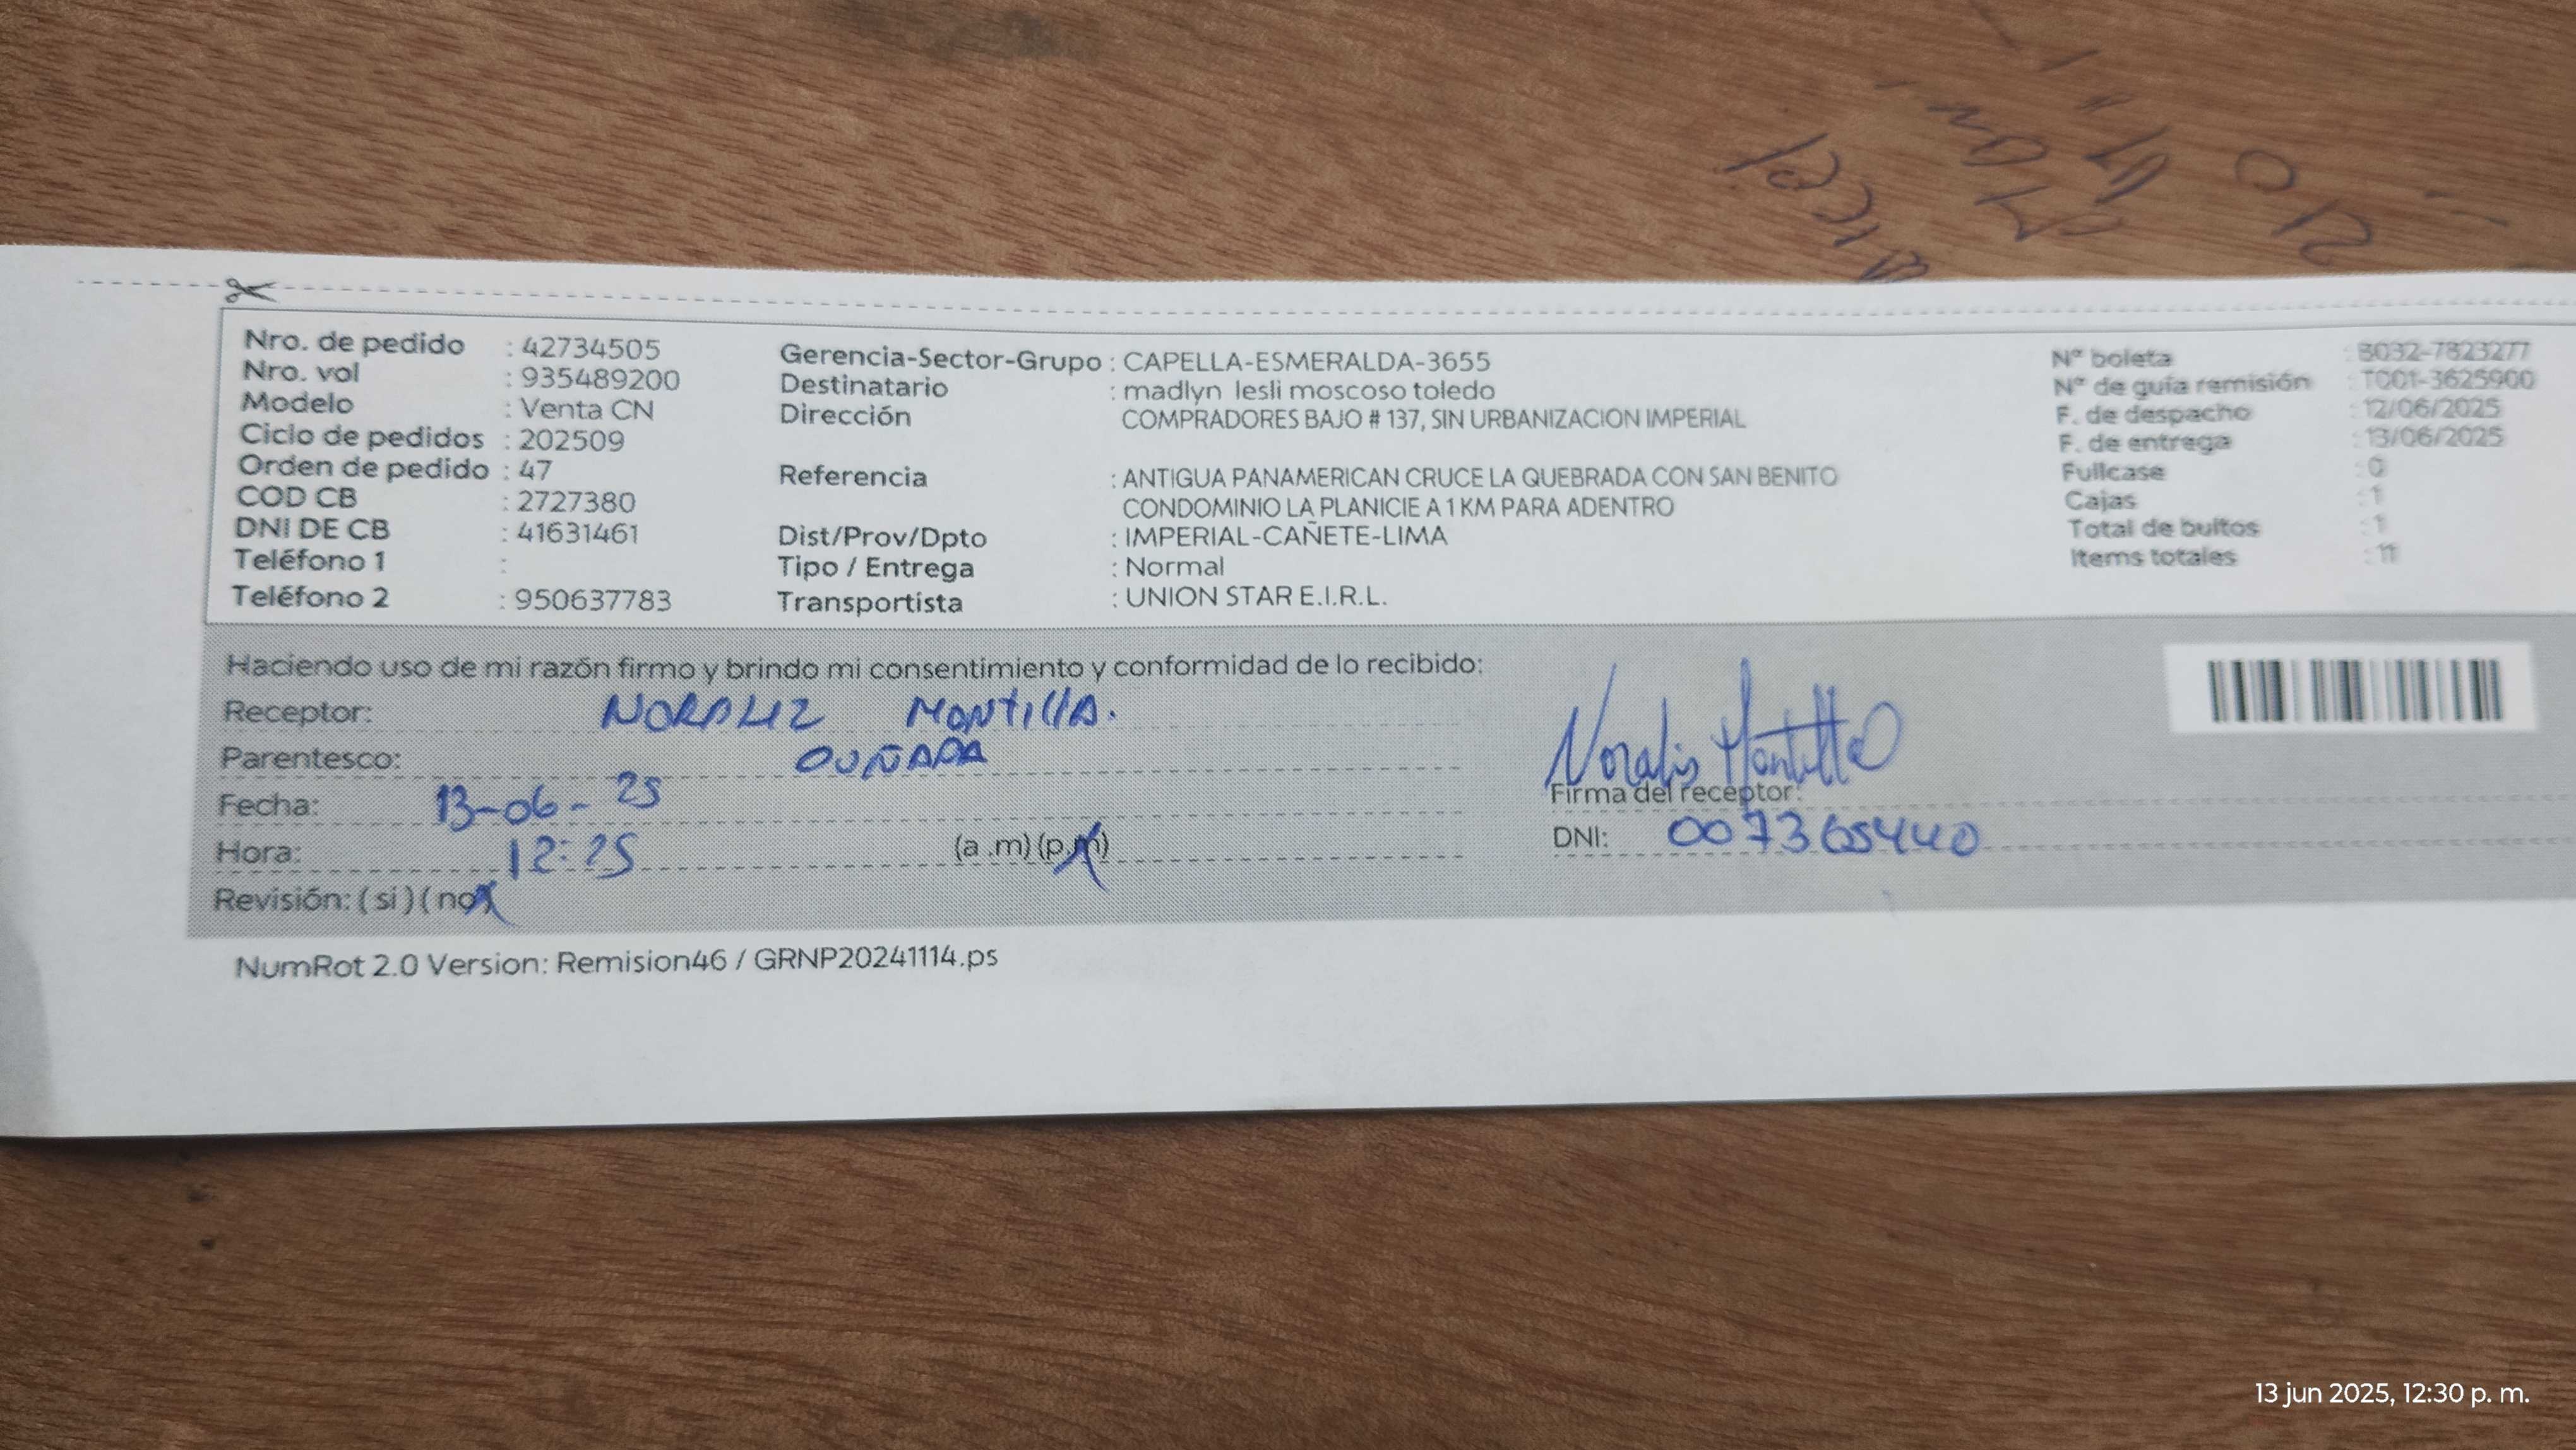 Nro. de pedido : 42734505
Nro. vol : 935489200
Modelo : Venta CN
Ciclo de pedidos : 202509
Orden de pedido : 47
COD CB : 2727380
DNI DE CB : 41631461
Teléfono 1 :
Teléfono 2 : 950637783
Gerencia-Sector-Grupo : CAPELLA-ESMERALDA-3655
Destinatario : madlyn lesli moscoso toledo
Dirección COMPRADORES BAJO # 137, SIN URBANIZACION IMPERIAL
Referencia : ANTIGUA PANAMERICAN CRUCE LA QUEBRADA CON SAN BENITO
CONDOMINIO LA PLANICIE A 1 KM PARA ADENTRO
Dist/Prov/Dpto : IMPERIAL-CAÑETE-LIMA
Tipo / Entrega : Normal
Transportista : UNION STAR E.I.R.L.
Nº boleta : B032-7823277
Nº de guía remisión : T001-3625900
F. de despacho : 12/06/2025
F. de entrega : 13/06/2025
Fullcase : 0
Cajas : 1
Total de bultos : 1
Items totales : 11
Haciendo uso de mi razón firmo y brindo mi consentimiento y conformidad de lo recibido:
Receptor: NORALIZ MONTILLA.
Parentesco: CUÑADA
Fecha: 13-06-25
Hora: 12:25 (a.m) (p.m)
Revisión: (si) (no)
Noralis Montilla
Firma del receptor:
DNI: 007365440
NumRot 2.0 Version: Remision46 / GRNP20241114.ps
13 jun 2025, 12:30 p. m.